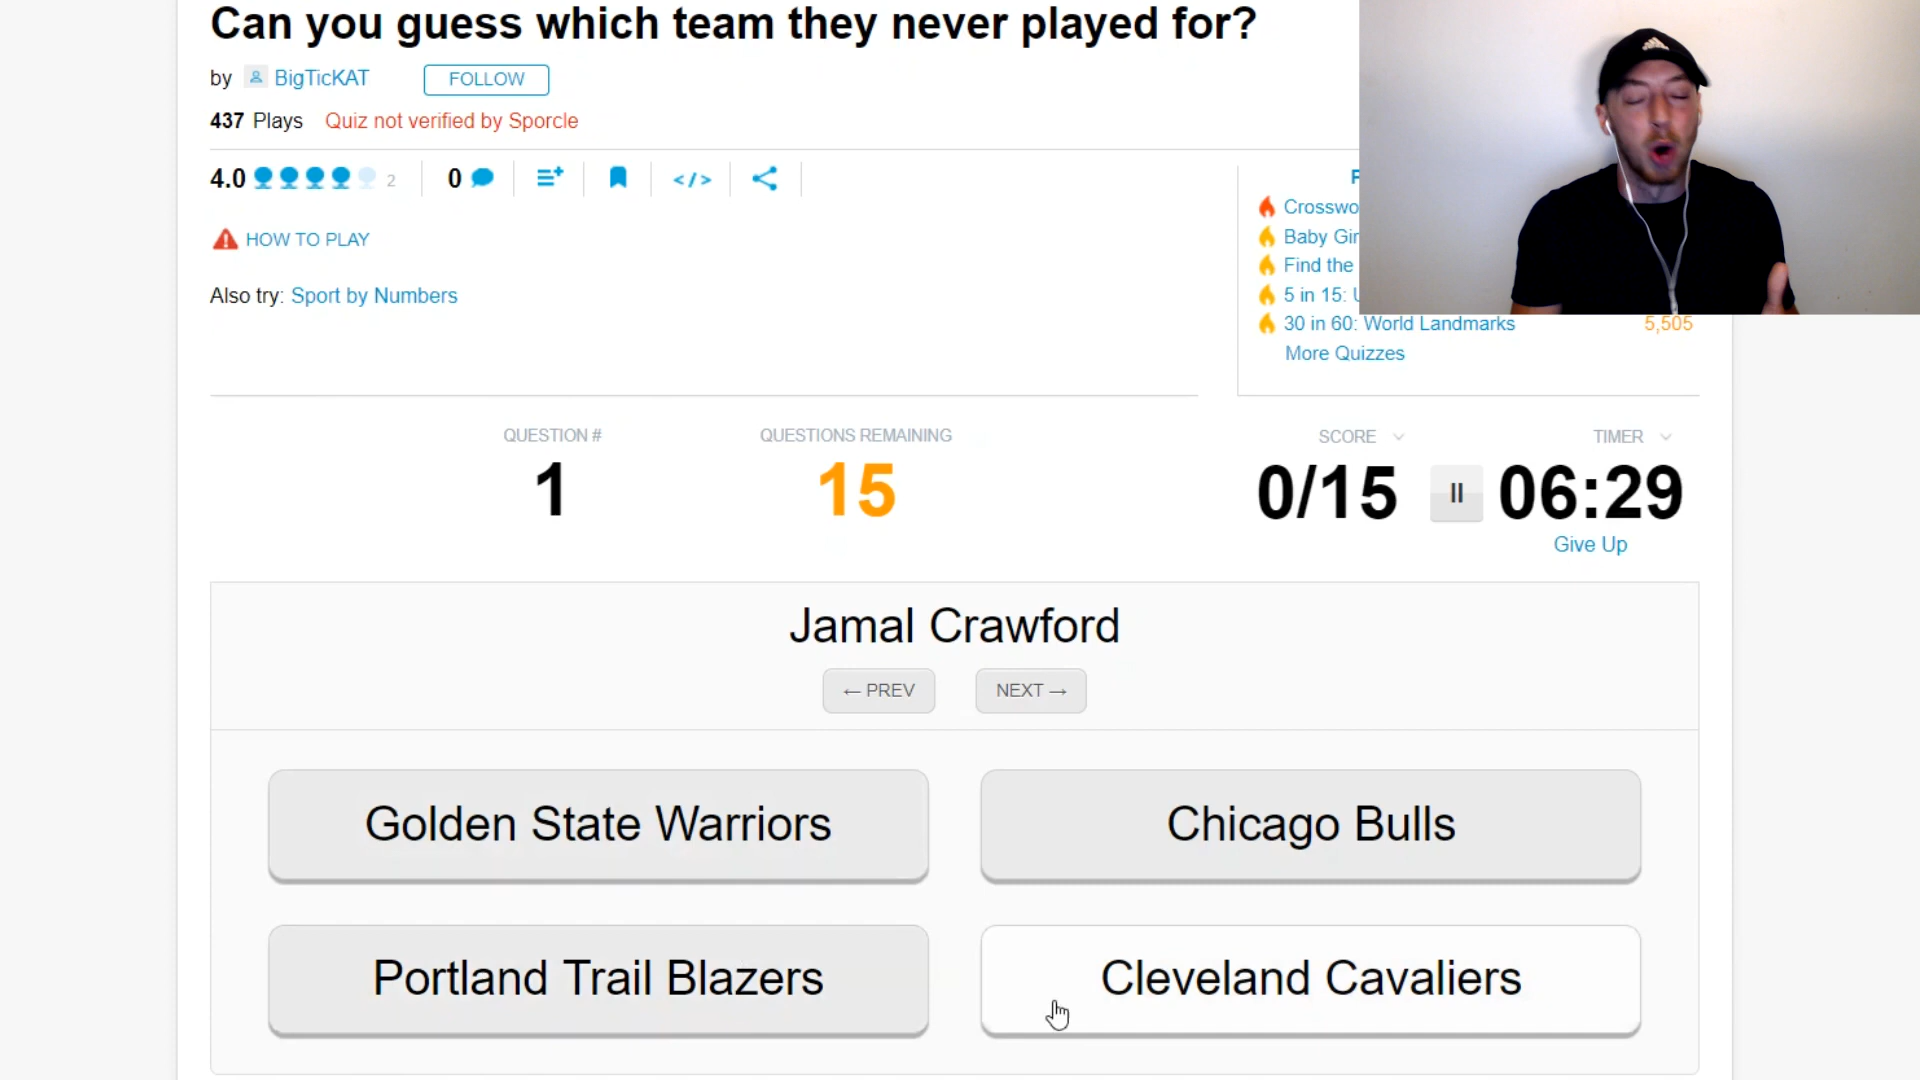 Can you guess which team they never played for?
by BigTicKAT FOLLOW
437 Plays Quiz not verified by Sporcle
4.0 2 0 </>
HOW TO PLAY
Also try: Sport by Numbers
Crosswo
Baby Gir
Find the
5 in 15:
30 in 60: World Landmarks 5,505
More Quizzes
QUESTION # QUESTIONS REMAINING SCORE TIMER
1 15 0/15 06:29
Give Up
Jamal Crawford
← PREV NEXT →
Golden State Warriors Chicago Bulls
Portland Trail Blazers Cleveland Cavaliers